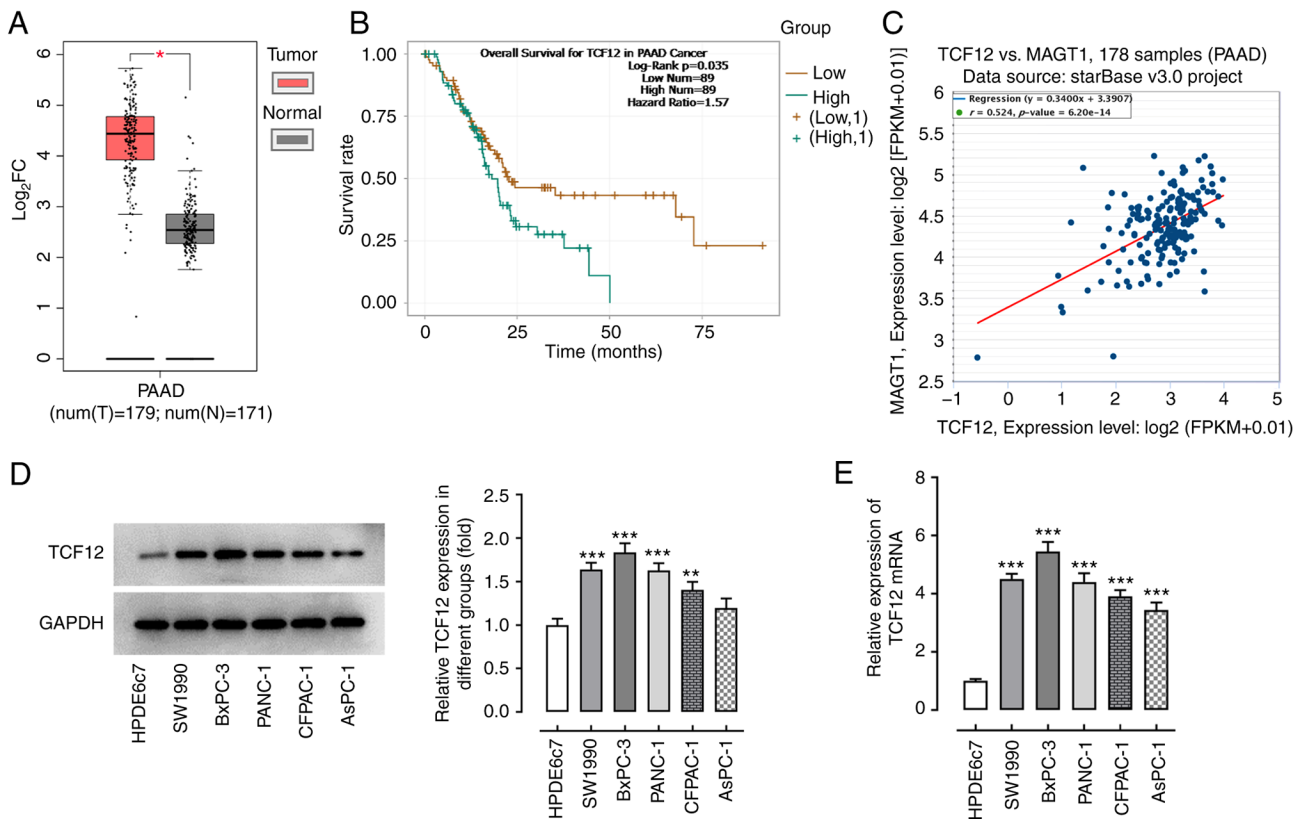 A
Log2FC
6
5
4
3
2
1
0
*
Tumor
Normal
PAAD
(num(T)=179; num(N)=171)
B
Survival rate
1.00
0.75
0.50
0.25
0.00
Overall Survival for TCF12 in PAAD Cancer
Log-Rank p=0.035
Low Num=89
High Num=89
Hazard Ratio=1.57
0
25
50
75
Time (months)
Group
Low
High
(Low,1)
(High,1)
C
TCF12 vs. MAGT1, 178 samples (PAAD)
Data source: starBase v3.0 project
MAGT1, Expression level: log2 [FPKM+0.01)]
Regression (y = 0.3400x + 3.3907)
r = 0.524, p-value = 6.20e-14
6
5.5
5
4.5
4
3.5
3
2.5
−1
0
1
2
3
4
5
TCF12, Expression level: log2 (FPKM+0.01)
D
TCF12
GAPDH
HPDE6c7
SW1990
BxPC-3
PANC-1
CFPAC-1
AsPC-1
Relative TCF12 expression in
different groups (fold)
2.5
2.0
1.5
1.0
0.5
0.0
***
***
***
**
HPDE6c7
SW1990
BxPC-3
PANC-1
CFPAC-1
AsPC-1
E
Relative expression of
TCF12 mRNA
8
6
4
2
0
***
***
***
***
***
HPDE6c7
SW1990
BxPC-3
PANC-1
CFPAC-1
AsPC-1